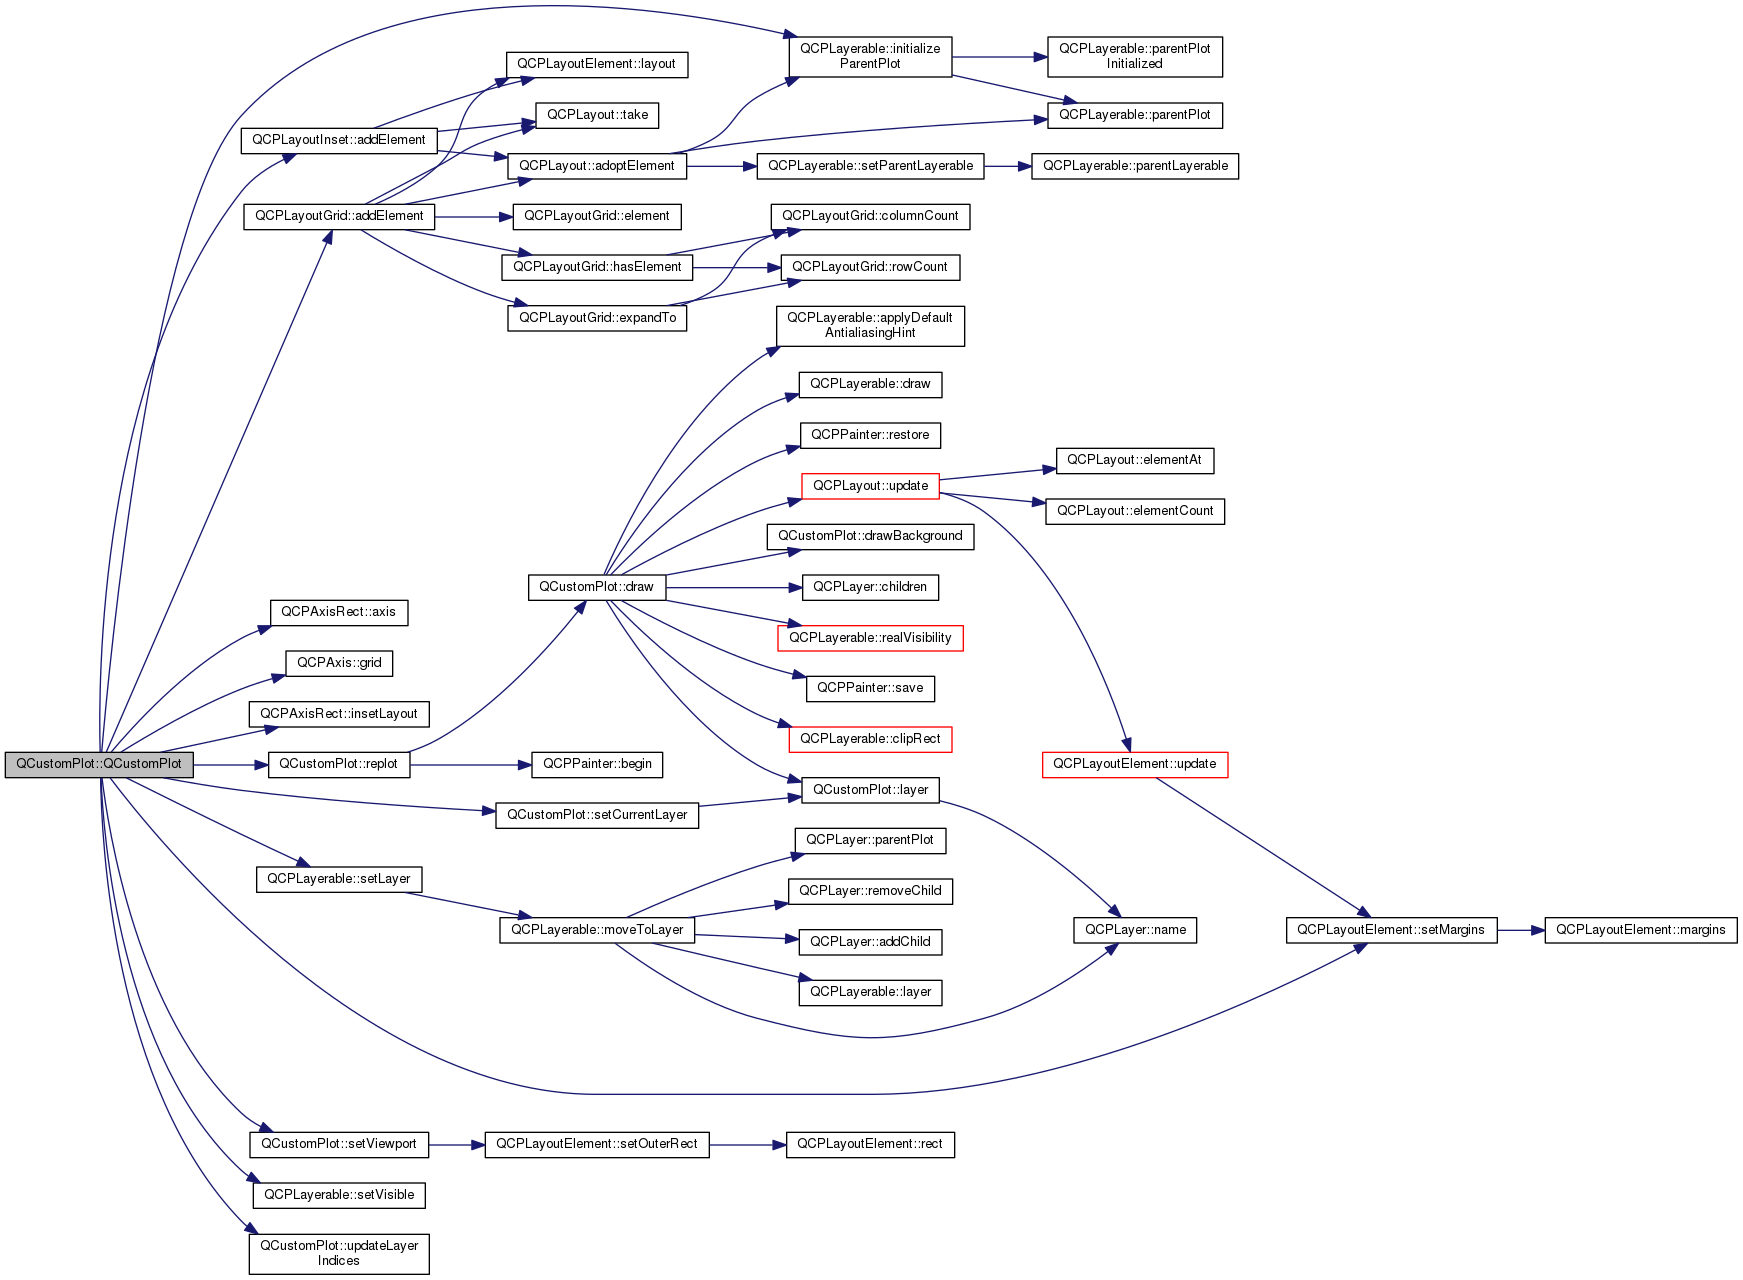 QCPLayerable::initialize
ParentPlot
QCPLayerable::parentPlot
Initialized
QCPLayoutElement::layout
QCPLayout::take
QCPLayerable::parentPlot
QCPLayoutInset::addElement
QCPLayout::adoptElement
QCPLayerable::setParentLayerable
QCPLayerable::parentLayerable
QCPLayoutGrid::addElement
QCPLayoutGrid::element
QCPLayoutGrid::columnCount
QCPLayoutGrid::hasElement
QCPLayoutGrid::rowCount
QCPLayoutGrid::expandTo
QCPLayerable::applyDefault
AntialiasingHint
QCPLayerable::draw
QCPPainter::restore
QCPLayout::elementAt
QCPLayout::update
QCPLayout::elementCount
QCustomPlot::drawBackground
QCustomPlot::draw
QCPLayer::children
QCPAxisRect::axis
QCPLayerable::realVisibility
QCPAxis::grid
QCPPainter::save
QCPAxisRect::insetLayout
QCPLayerable::clipRect
QCustomPlot::QCustomPlot
QCustomPlot::replot
QCPPainter::begin
QCPLayoutElement::update
QCustomPlot::layer
QCustomPlot::setCurrentLayer
QCPLayer::parentPlot
QCPLayerable::setLayer
QCPLayer::removeChild
QCPLayerable::moveToLayer
QCPLayer::name
QCPLayoutElement::setMargins
QCPLayoutElement::margins
QCPLayer::addChild
QCPLayerable::layer
QCustomPlot::setViewport
QCPLayoutElement::setOuterRect
QCPLayoutElement::rect
QCPLayerable::setVisible
QCustomPlot::updateLayer
Indices